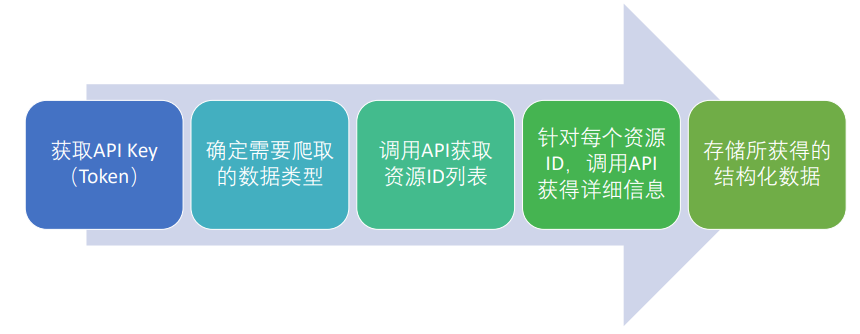 获取API Key
（Token）
确定需要爬取
的数据类型
调用API获取
资源ID列表
针对每个资源
ID，调用API
获得详细信息
存储所获得的
结构化数据